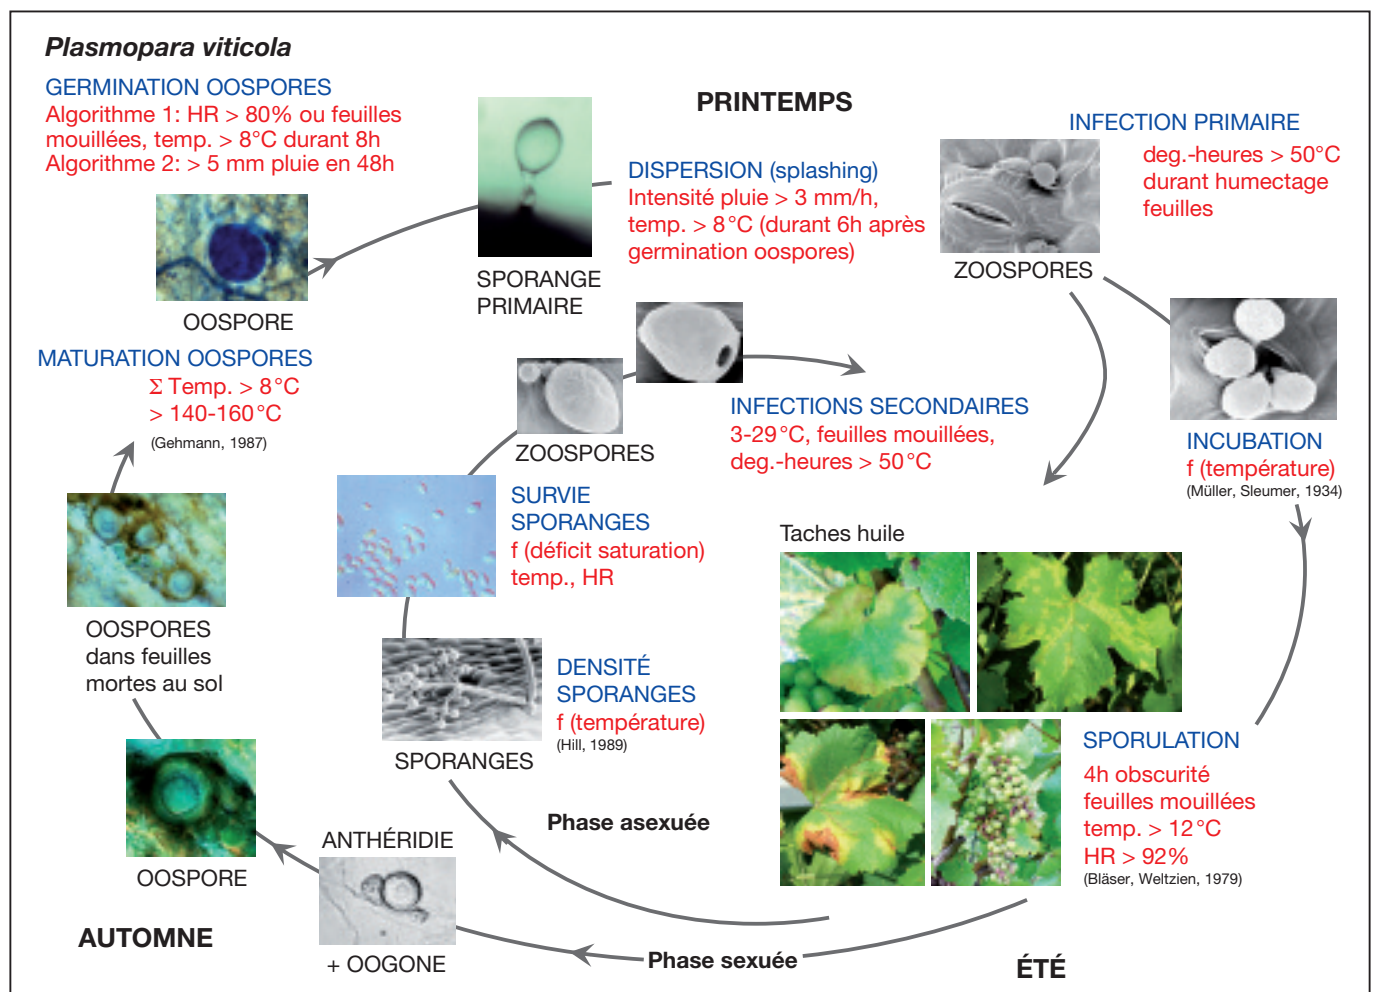 Plasmopara viticola
GERMINATION OOSPORES
Algorithme 1: HR > 80% ou feuilles
mouillées, temp. > 8°C durant 8h
Algorithme 2: > 5 mm pluie en 48h
OOSPORE
PRINTEMPS
DISPERSION (splashing)
Intensité pluie > 3 mm/h,
temp. > 8°C (durant 6h après
germination oospores)
SPORANGE
PRIMAIRE
INFECTION PRIMAIRE
deg.-heures > 50°C
durant humectage
feuilles
ZOOSPORES
MATURATION OOSPORES
Σ Temp. > 8°C
> 140-160°C
(Gehmann, 1987)
ZOOSPORES
INFECTIONS SECONDAIRES
3-29°C, feuilles mouillées,
deg.-heures > 50°C
INCUBATION
f (température)
(Müller, Sleumer, 1934)
SURVIE
SPORANGES
f (déficit saturation)
temp., HR
Taches huile
OOSPORES
dans feuilles
mortes au sol
DENSITÉ
SPORANGES
f (température)
(Hill, 1989)
SPORANGES
SPORULATION
4h obscurité
feuilles mouillées
temp. > 12°C
HR > 92%
(Bläser, Weltzien, 1979)
Phase asexuée
ANTHÉRIDIE
OOSPORE
AUTOMNE
+ OOGONE
Phase sexuée
ÉTÉ